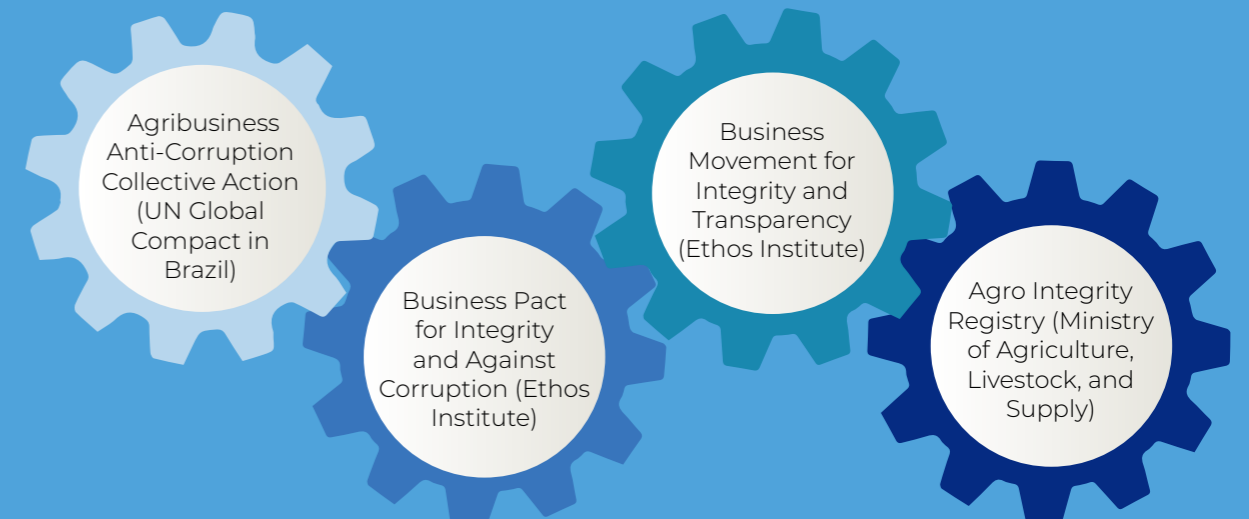 Agribusiness
Anti-Corruption
Collective Action
(UN Global
Compact in
Brazil)
Business Pact
for Integrity
and Against
Corruption (Ethos
Institute)
Business
Movement for
Integrity and
Transparency
(Ethos Institute)
Agro Integrity
Registry (Ministry
of Agriculture,
Livestock, and
Supply)